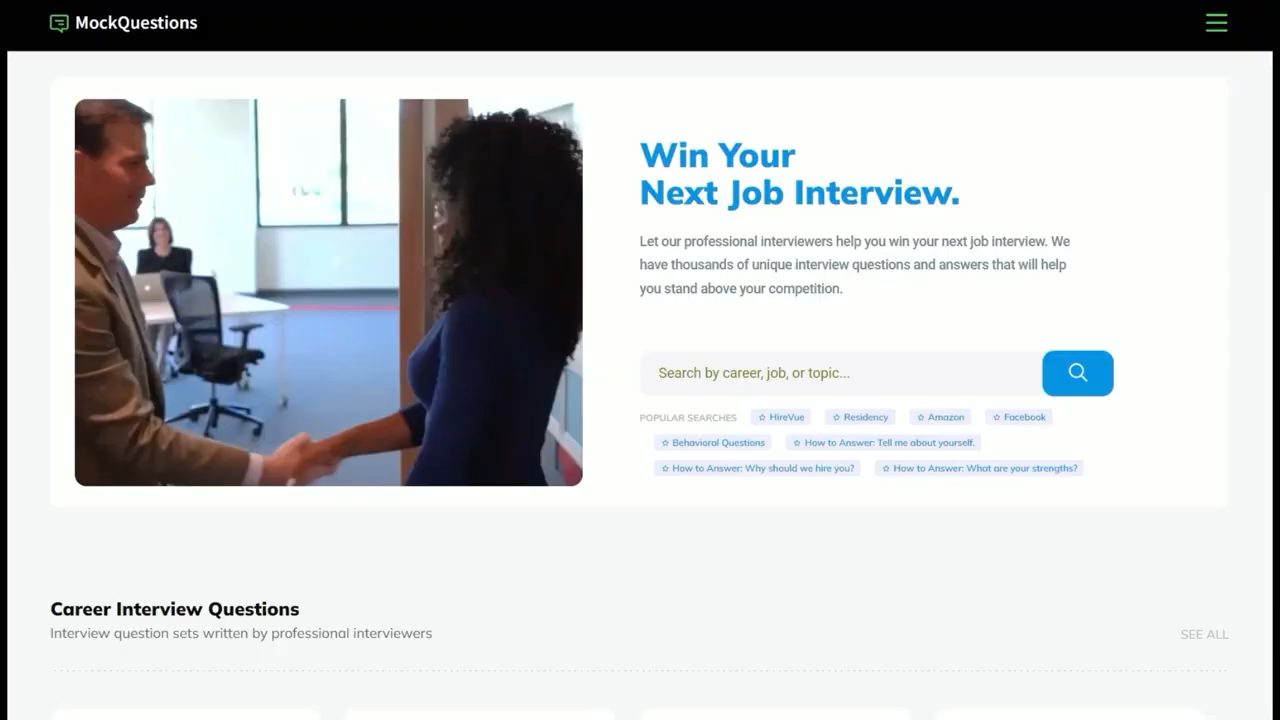 MockQuestions
Win Your
Next Job Interview.
Let our professional interviewers help you win your next job interview. We
have thousands of unique interview questions and answers that will help
you stand above your competition.
Search by career, job, or topic...
POPULAR SEARCHES ☆ HireVue ☆ Residency ☆ Amazon ☆ Facebook
☆ Behavioral Questions ☆ How to Answer: Tell me about yourself.
☆ How to Answer: Why should we hire you? ☆ How to Answer: What are your strengths?
Career Interview Questions
Interview question sets written by professional interviewers
SEE ALL